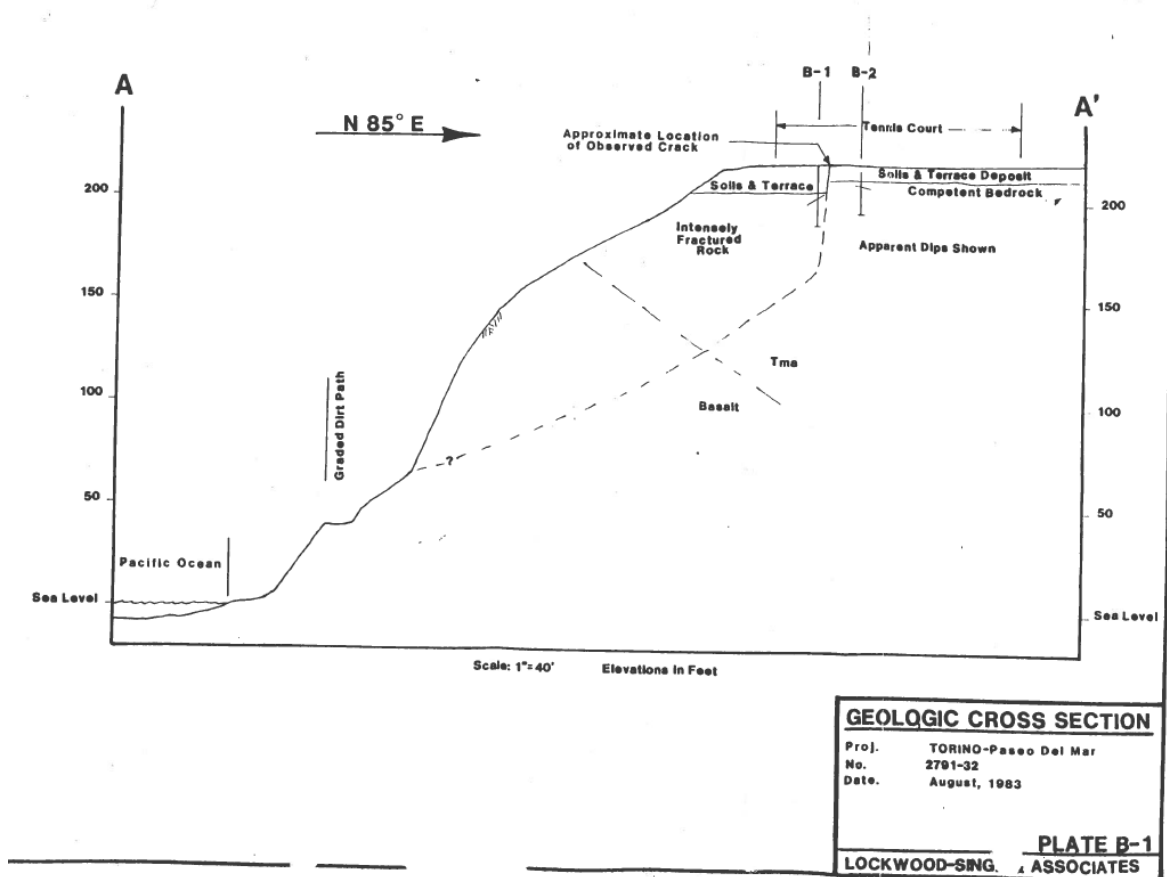 B-1 B-2
A
A'
N 85° E
Tennis Court
Approximate Location
of Observed Crack
Soils & Terrace
Soils & Terrace Deposit
Competent Bedrock
200
200
Intensely
Fractured
Rock
Apparent Dips Shown
150
150
Tma
100
100
Basalt
Graded Dirt Path
?
50
50
Pacific Ocean
Sea Level
Sea Level
Scale: 1"=40' Elevations in Feet
GEOLOGIC CROSS SECTION
Proj. TORINO-Paseo Del Mar
No. 2791-32
Date. August, 1983
PLATE B-1
LOCKWOOD-SING. & ASSOCIATES